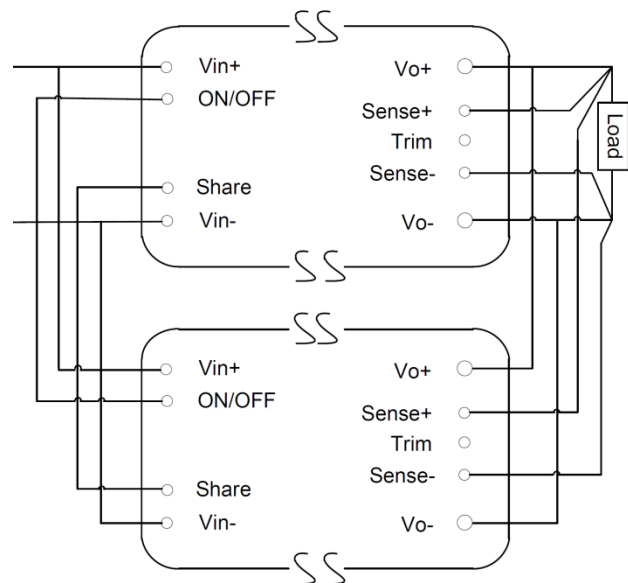 Vin+
Vo+
ON/OFF
Sense+
Load
Trim
Share
Sense-
Vin-
Vo-
Vin+
Vo+
ON/OFF
Sense+
Trim
Share
Sense-
Vin-
Vo-